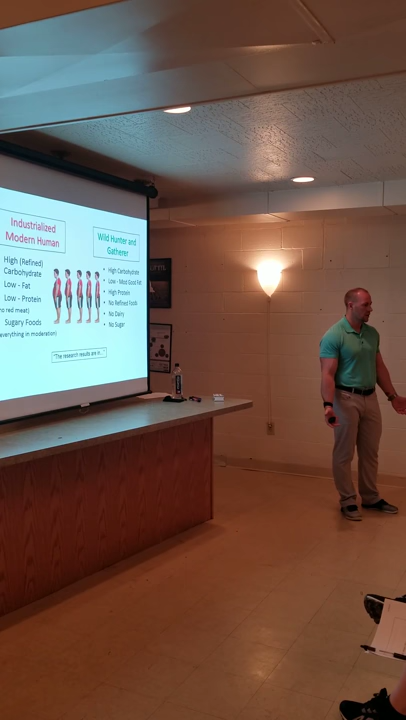 Industrialized
Modern Human
High (Refined)
Carbohydrate
Low - Fat
Low - Protein
no red meat)
Sugary Foods
everything in moderation)
Wild Hunter and
Gatherer
• High Carbohydrate
• Low - Most Good Fat
• High Protein
• No Refined Foods
• No Dairy
• No Sugar
"The research results are in…"